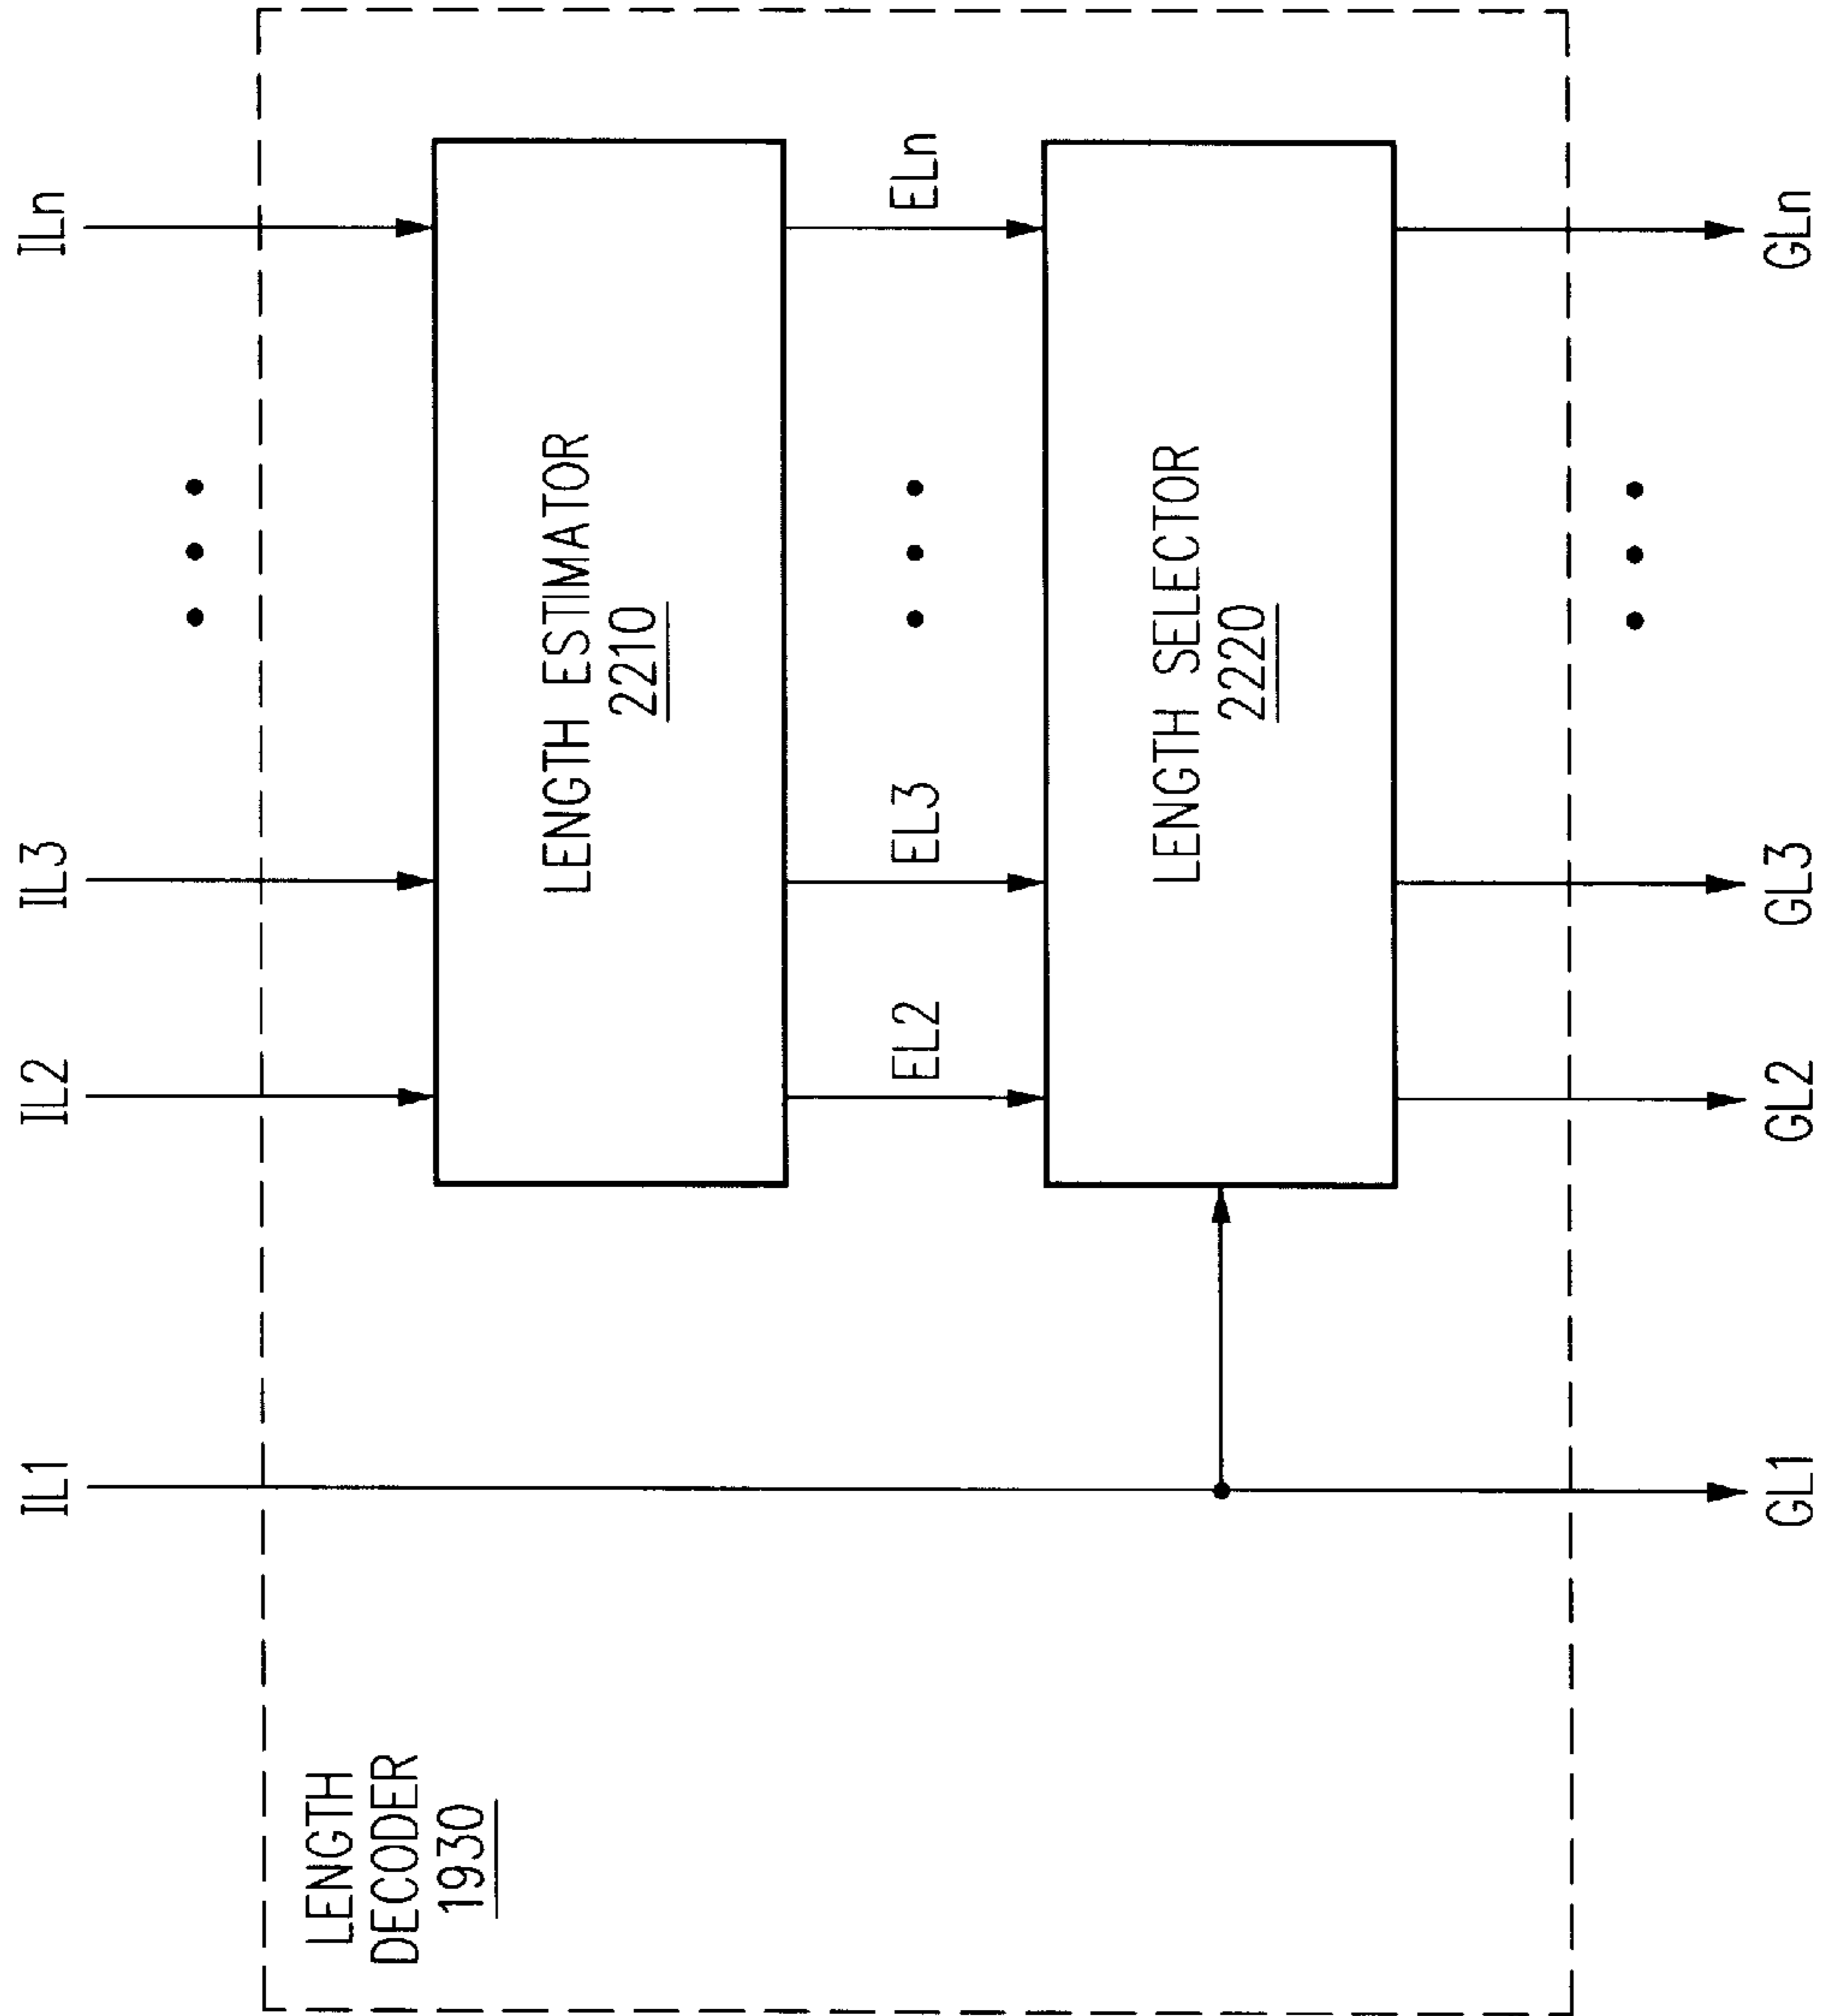 IL1
IL2
IL3
• • •
ILn
LENGTH
DECODER
1930
LENGTH ESTIMATOR
2210
EL2
EL3
• • •
ELn
LENGTH SELECTOR
2220
GL1
GL2
GL3
• • •
GLn